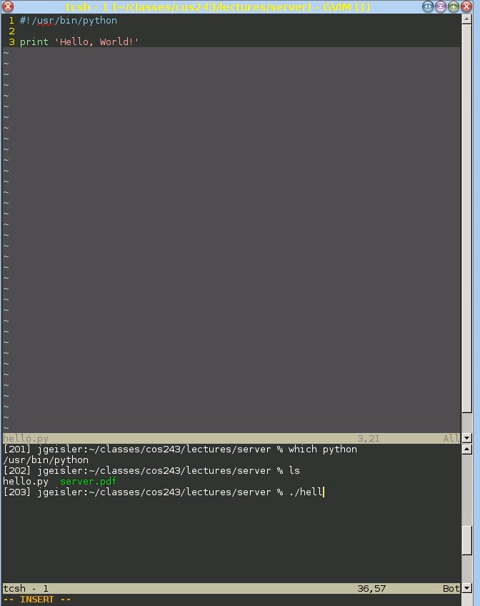 tcsh - 1 (~/classes/cos243/lectures/server) - GVIM (1)
1 #!/usr/bin/python
2
3 print 'Hello, World!'
hello.py 3,21 All
[201] jgeisler:~/classes/cos243/lectures/server % which python
/usr/bin/python
[202] jgeisler:~/classes/cos243/lectures/server % ls
hello.py server.pdf
[203] jgeisler:~/classes/cos243/lectures/server % ./hell
tcsh - 1 36,57 Bot
-- INSERT --